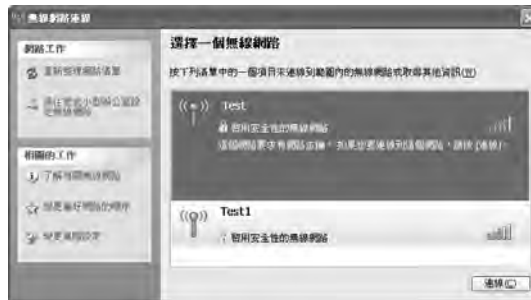 無線網路連線
網路工作
重新整理網路清單
選擇一個無線網路
按下列清單中的一個項目來連線到範圍內的無線網路或取得其他資訊(W)
Test
啟用安全性的無線網路
相關的工作
了解無線網路
變更慣用網路的順序
變更進階設定
Test1
啟用安全性的無線網路
連線(C)